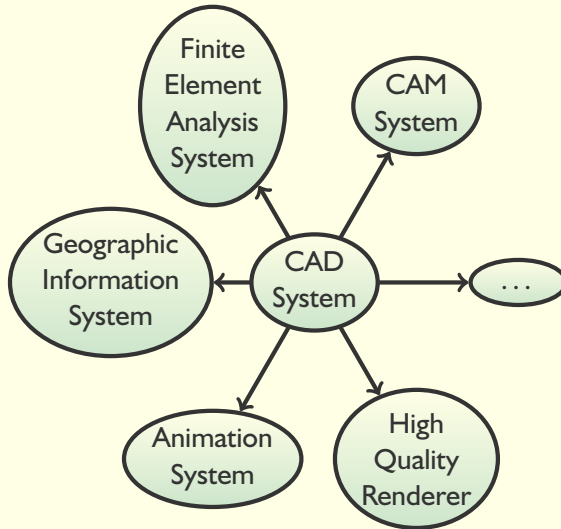 Finite
Element
Analysis
System
CAM
System
Geographic
Information
System
CAD
System
...
Animation
System
High
Quality
Renderer